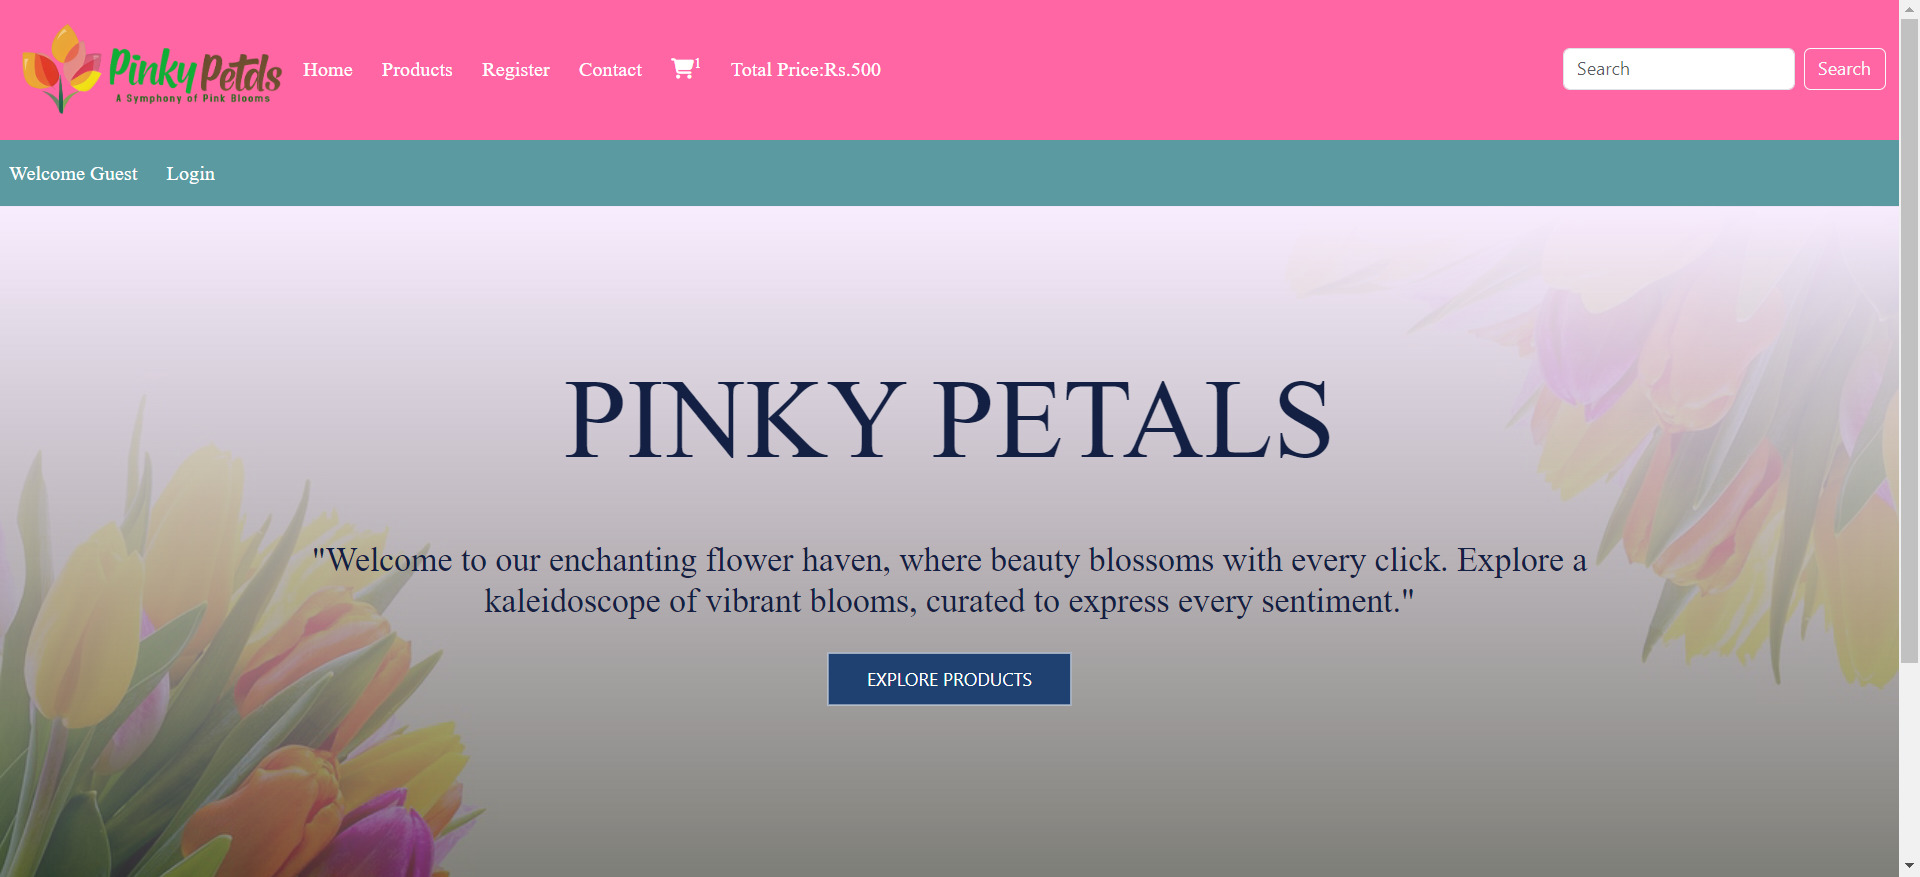 Pinky Petals
A Symphony of Pink Blooms
Home Products Register Contact 1 Total Price:Rs.500
Search Search
Welcome Guest Login
PINKY PETALS
"Welcome to our enchanting flower haven, where beauty blossoms with every click. Explore a
kaleidoscope of vibrant blooms, curated to express every sentiment."
EXPLORE PRODUCTS